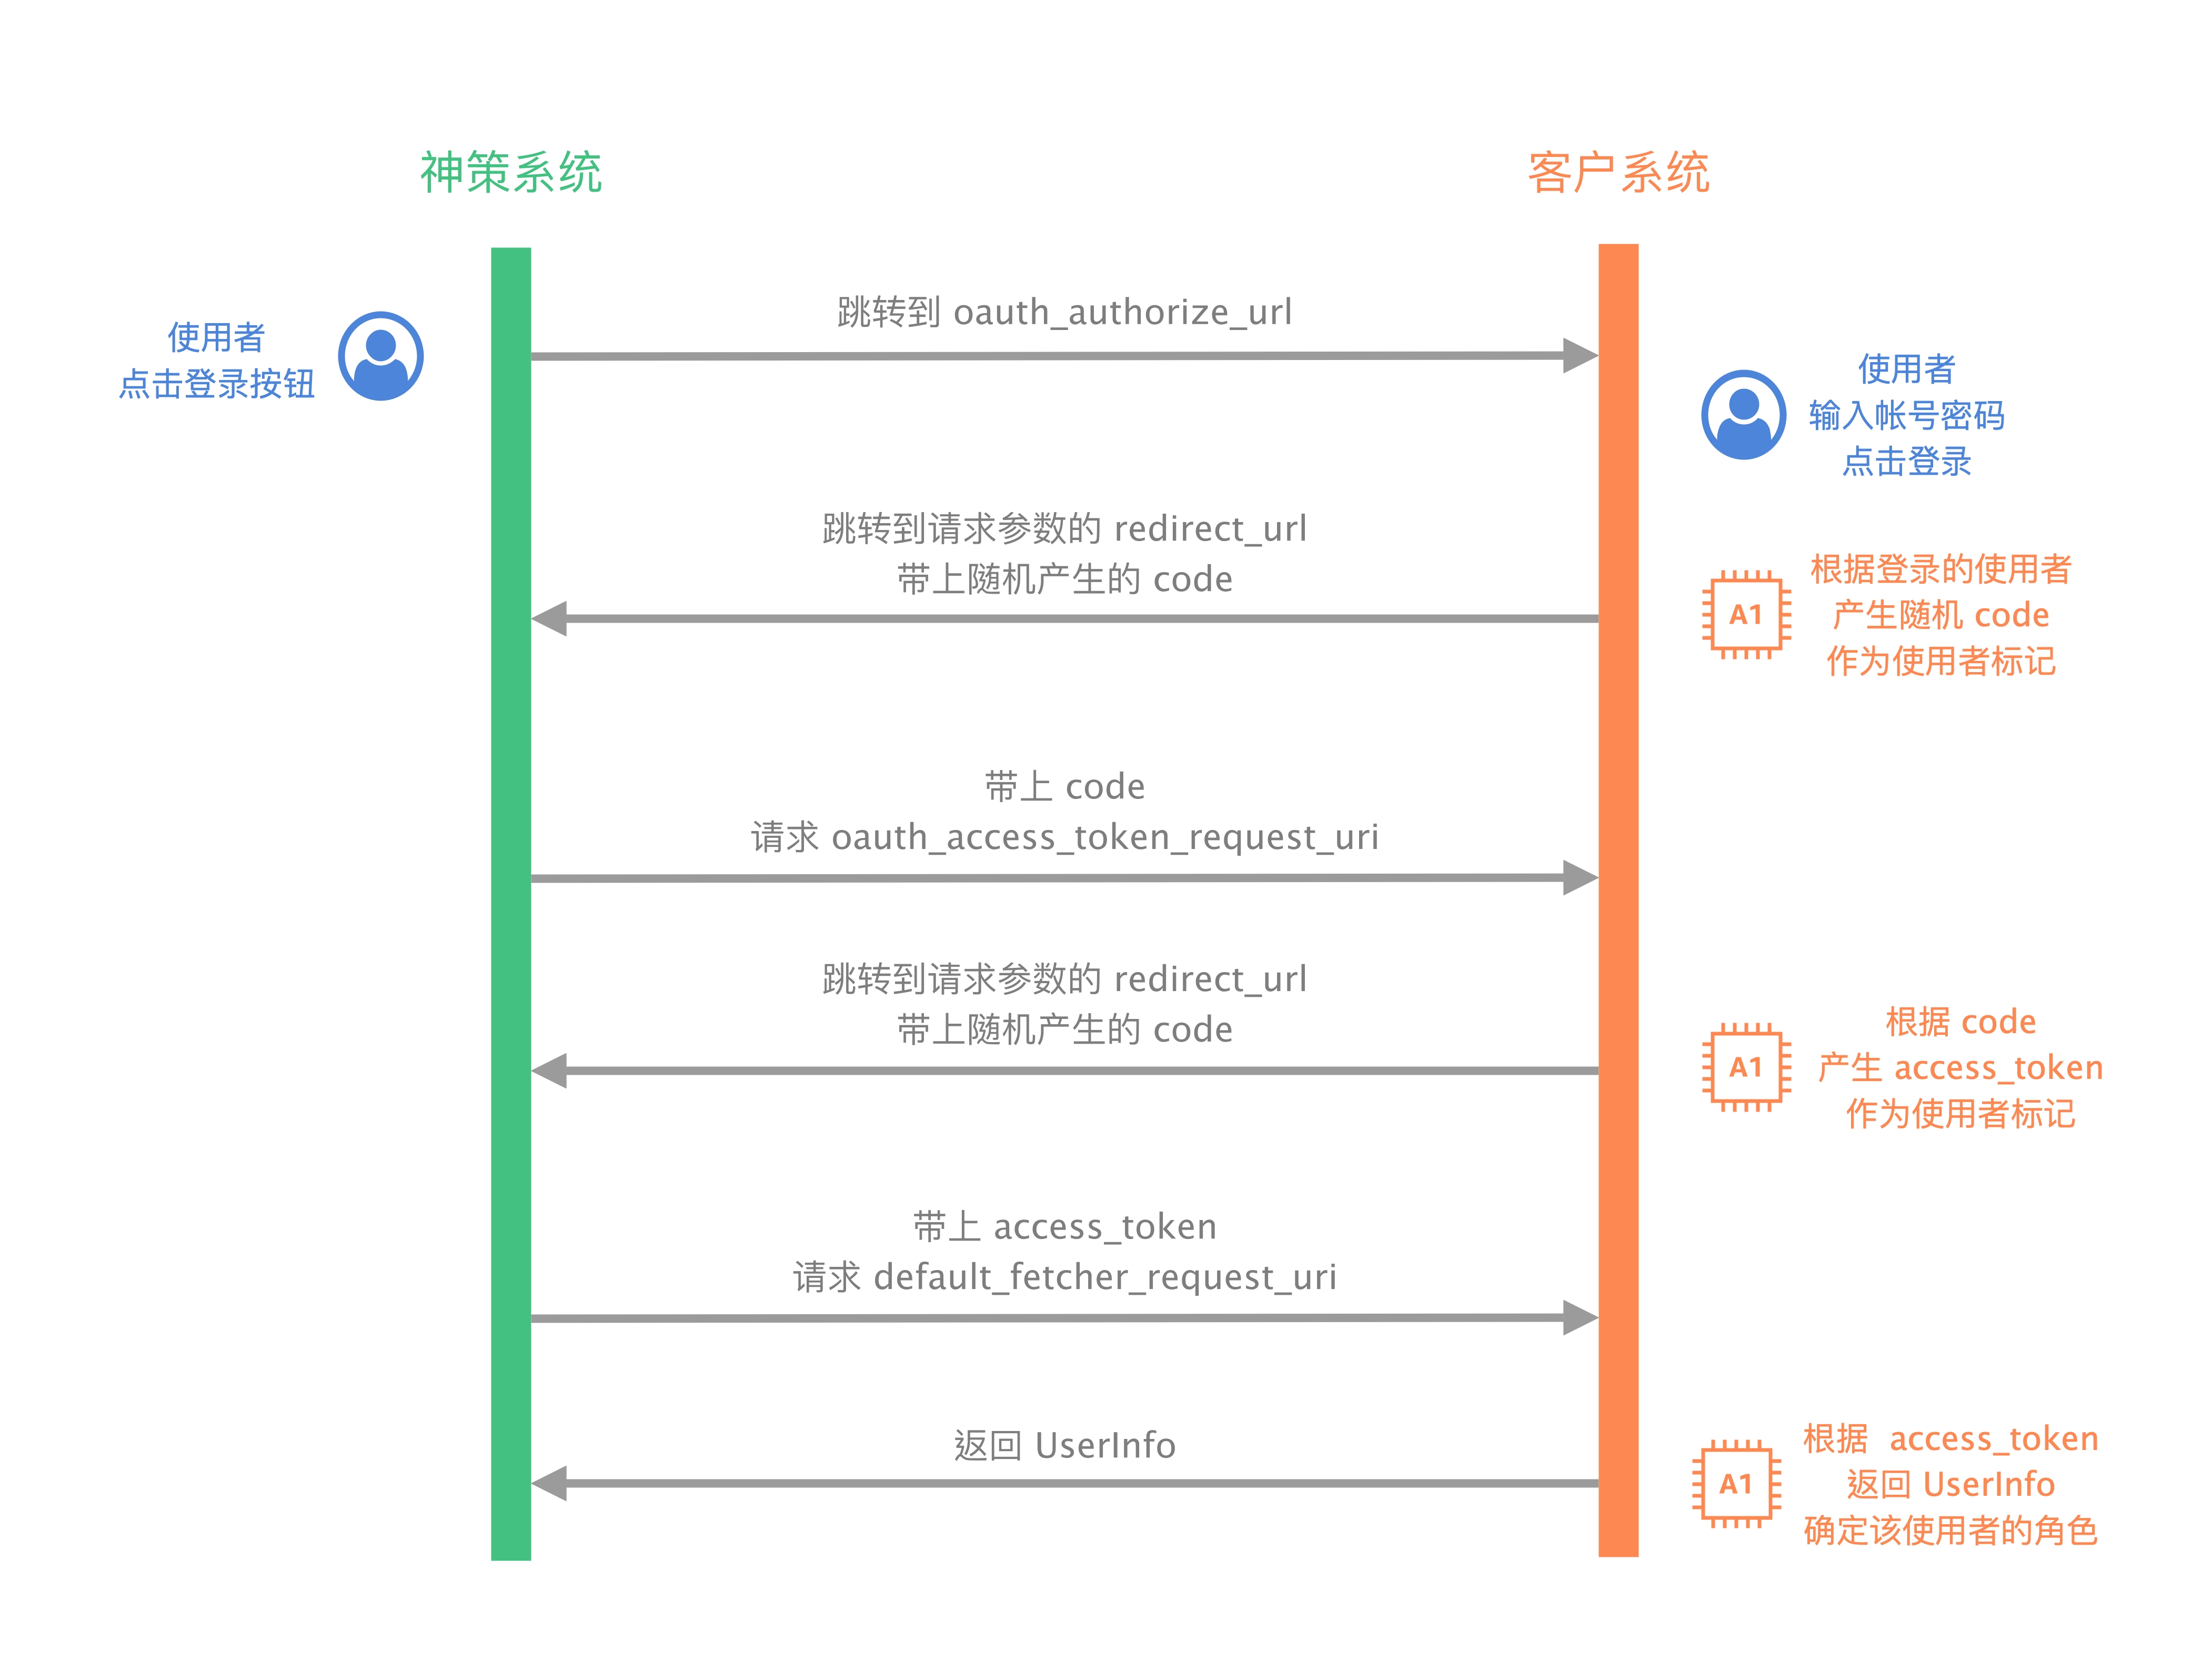 神策系统
客户系统
跳转到 oauth_authorize_url
使用者
点击登录按钮
使用者
输入帐号密码
点击登录
跳转到请求参数的 redirect_url
带上随机产生的 code
根据登录的使用者
产生随机 code
作为使用者标记
A1
带上 code
请求 oauth_access_token_request_uri
跳转到请求参数的 redirect_url
带上随机产生的 code
根据 code
产生 access_token
作为使用者标记
A1
带上 access_token
请求 default_fetcher_request_uri
返回 UserInfo
根据 access_token
返回 UserInfo
确定该使用者的角色
A1